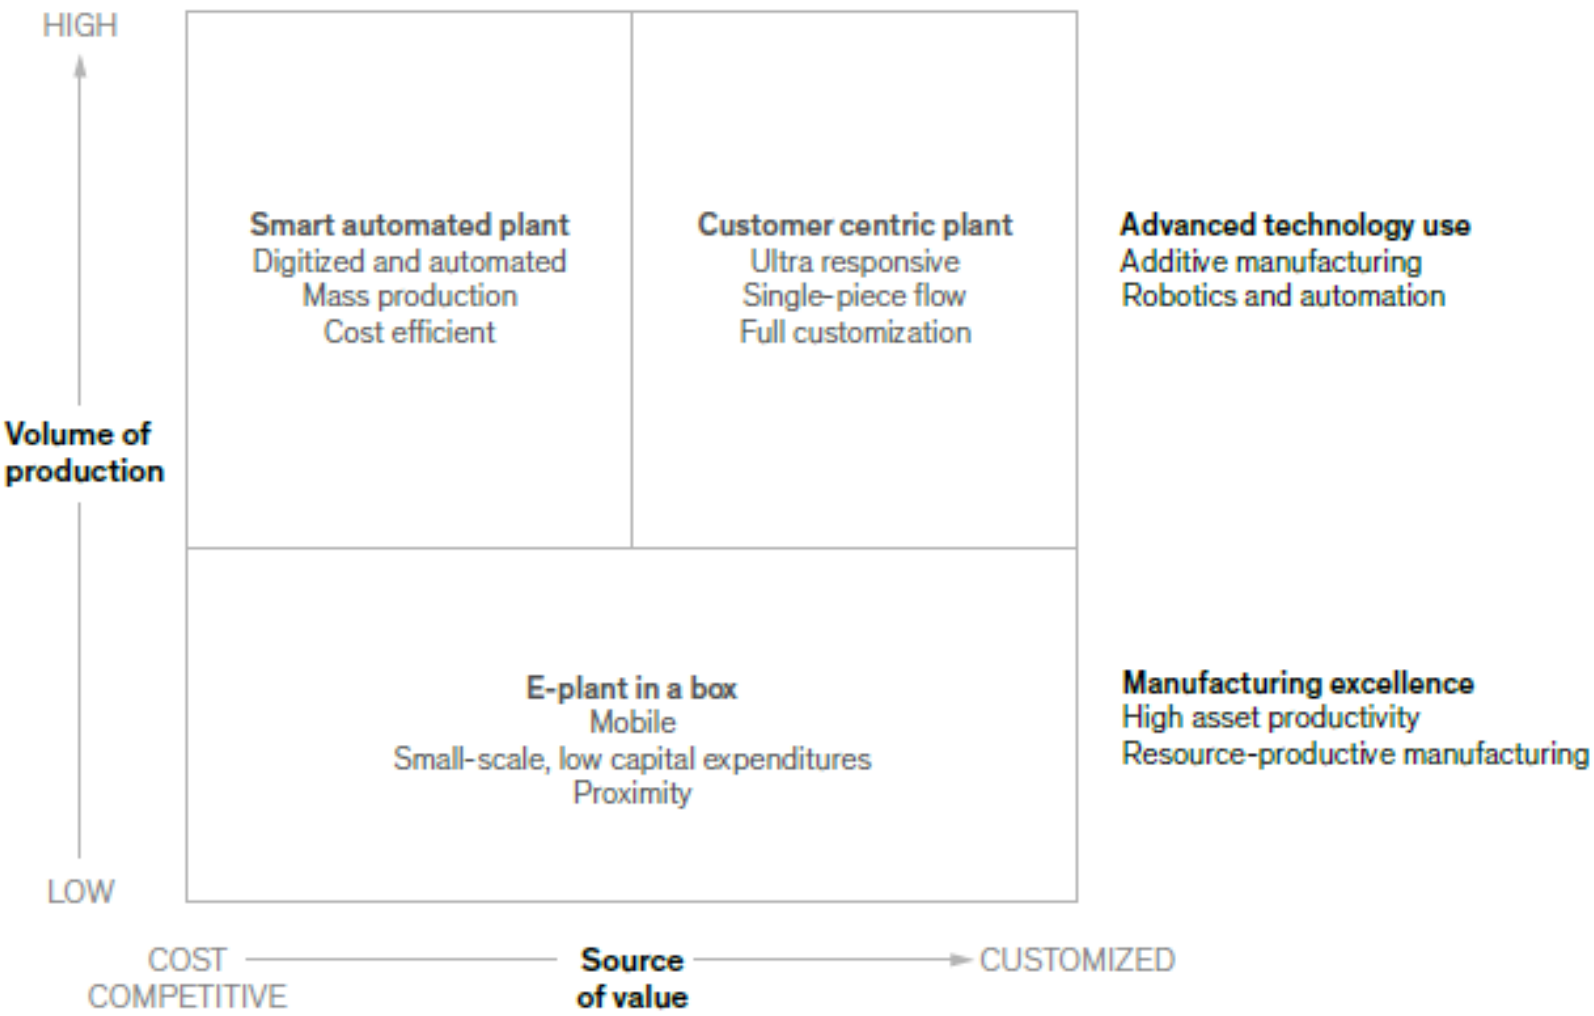 HIGH
Smart automated plant
Digitized and automated
Mass production
Cost efficient
Customer centric plant
Ultra responsive
Single-piece flow
Full customization
Advanced technology use
Additive manufacturing
Robotics and automation
Volume of
production
E-plant in a box
Mobile
Small-scale, low capital expenditures
Proximity
Manufacturing excellence
High asset productivity
Resource-productive manufacturing
LOW
COST
COMPETITIVE
Source
of value
CUSTOMIZED